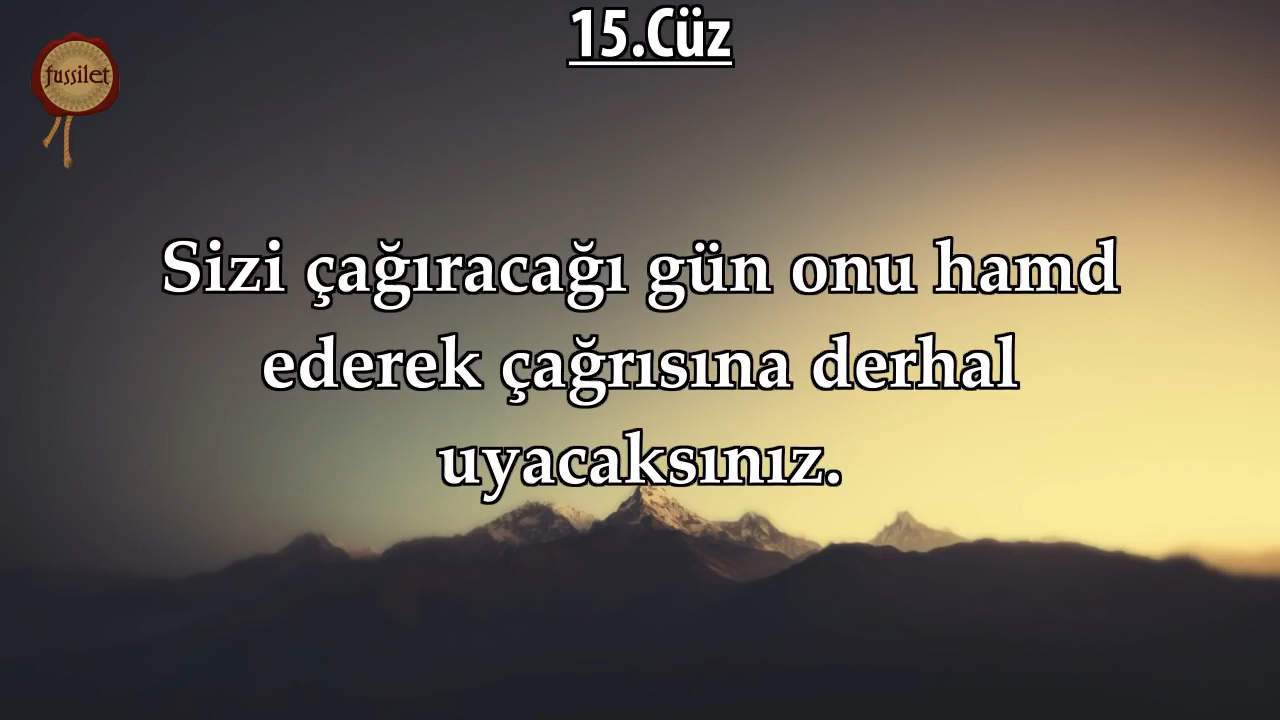 15.Cüz
fussilet
Sizi çağıracağı gün onu hamd
ederek çağrısına derhal
uyacaksınız.